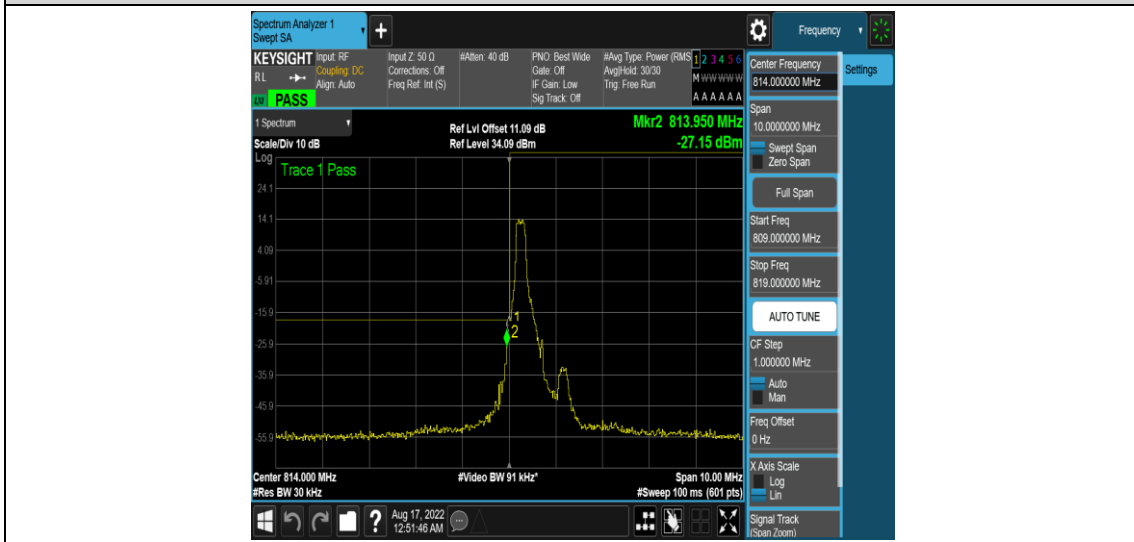 Spectrum Analyzer 1
Swept SA
+
Frequency
KEYSIGHT
R L
PASS
Input: RF
Coupling: DC
Align: Auto
Input Z: 50 Ω
Corrections: Off
Freq Ref: Int (S)
#Atten: 40 dB
PNO: Best Wide
Gate: Off
IF Gain: Low
Sig Track: Off
#Avg Type: Power (RMS
Avg|Hold: 30/30
Trig: Free Run
1 2 3 4 5 6
M W W W W W
A A A A A A
1 Spectrum
Scale/Div 10 dB
Ref Lvl Offset 11.09 dB
Ref Level 34.09 dBm
Mkr2 813.950 MHz
-27.15 dBm
Log
Trace 1 Pass
24.1
14.1
4.09
-5.91
-15.9
-25.9
-35.9
-45.9
-55.9
1
2
Center 814.000 MHz
#Res BW 30 kHz
#Video BW 91 kHz*
Span 10.00 MHz
#Sweep 100 ms (601 pts)
?
Aug 17, 2022
12:51:46 AM
Center Frequency
814.000000 MHz
Settings
Span
10.0000000 MHz
Swept Span
Zero Span
Full Span
Start Freq
809.000000 MHz
Stop Freq
819.000000 MHz
AUTO TUNE
CF Step
1.000000 MHz
Auto
Man
Freq Offset
0 Hz
X Axis Scale
Log
Lin
Signal Track
(Span Zoom)